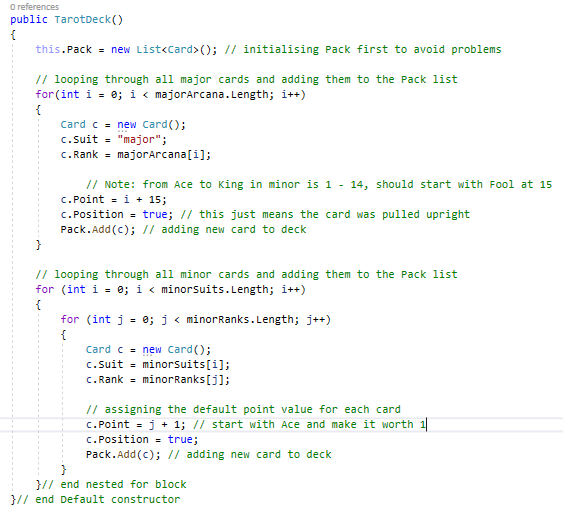 0 references
public TarotDeck()
{
this.Pack = new List<Card>(); // initialising Pack first to avoid problems
// looping through all major cards and adding them to the Pack list
for(int i = 0; i < majorArcana.Length; i++)
{
Card c = new Card();
c.Suit = "major";
c.Rank = majorArcana[i];
// Note: from Ace to King in minor is 1 - 14, should start with Fool at 15
c.Point = i + 15;
c.Position = true; // this just means the card was pulled upright
Pack.Add(c); // adding new card to deck
}
// looping through all minor cards and adding them to the Pack list
for (int i = 0; i < minorSuits.Length; i++)
{
for (int j = 0; j < minorRanks.Length; j++)
{
Card c = new Card();
c.Suit = minorSuits[i];
c.Rank = minorRanks[j];
// assigning the default point value for each card
c.Point = j + 1; // start with Ace and make it worth 1
c.Position = true;
Pack.Add(c); // adding new card to deck
}
}// end nested for block
}// end Default constructor